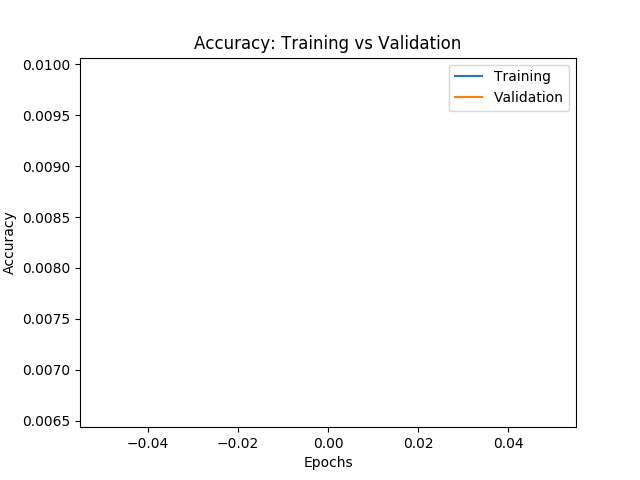 Accuracy: Training vs Validation
0.0100
0.0095
0.0090
0.0085
0.0080
0.0075
0.0070
0.0065
Accuracy
Training
Validation
−0.04 −0.02 0.00 0.02 0.04
Epochs